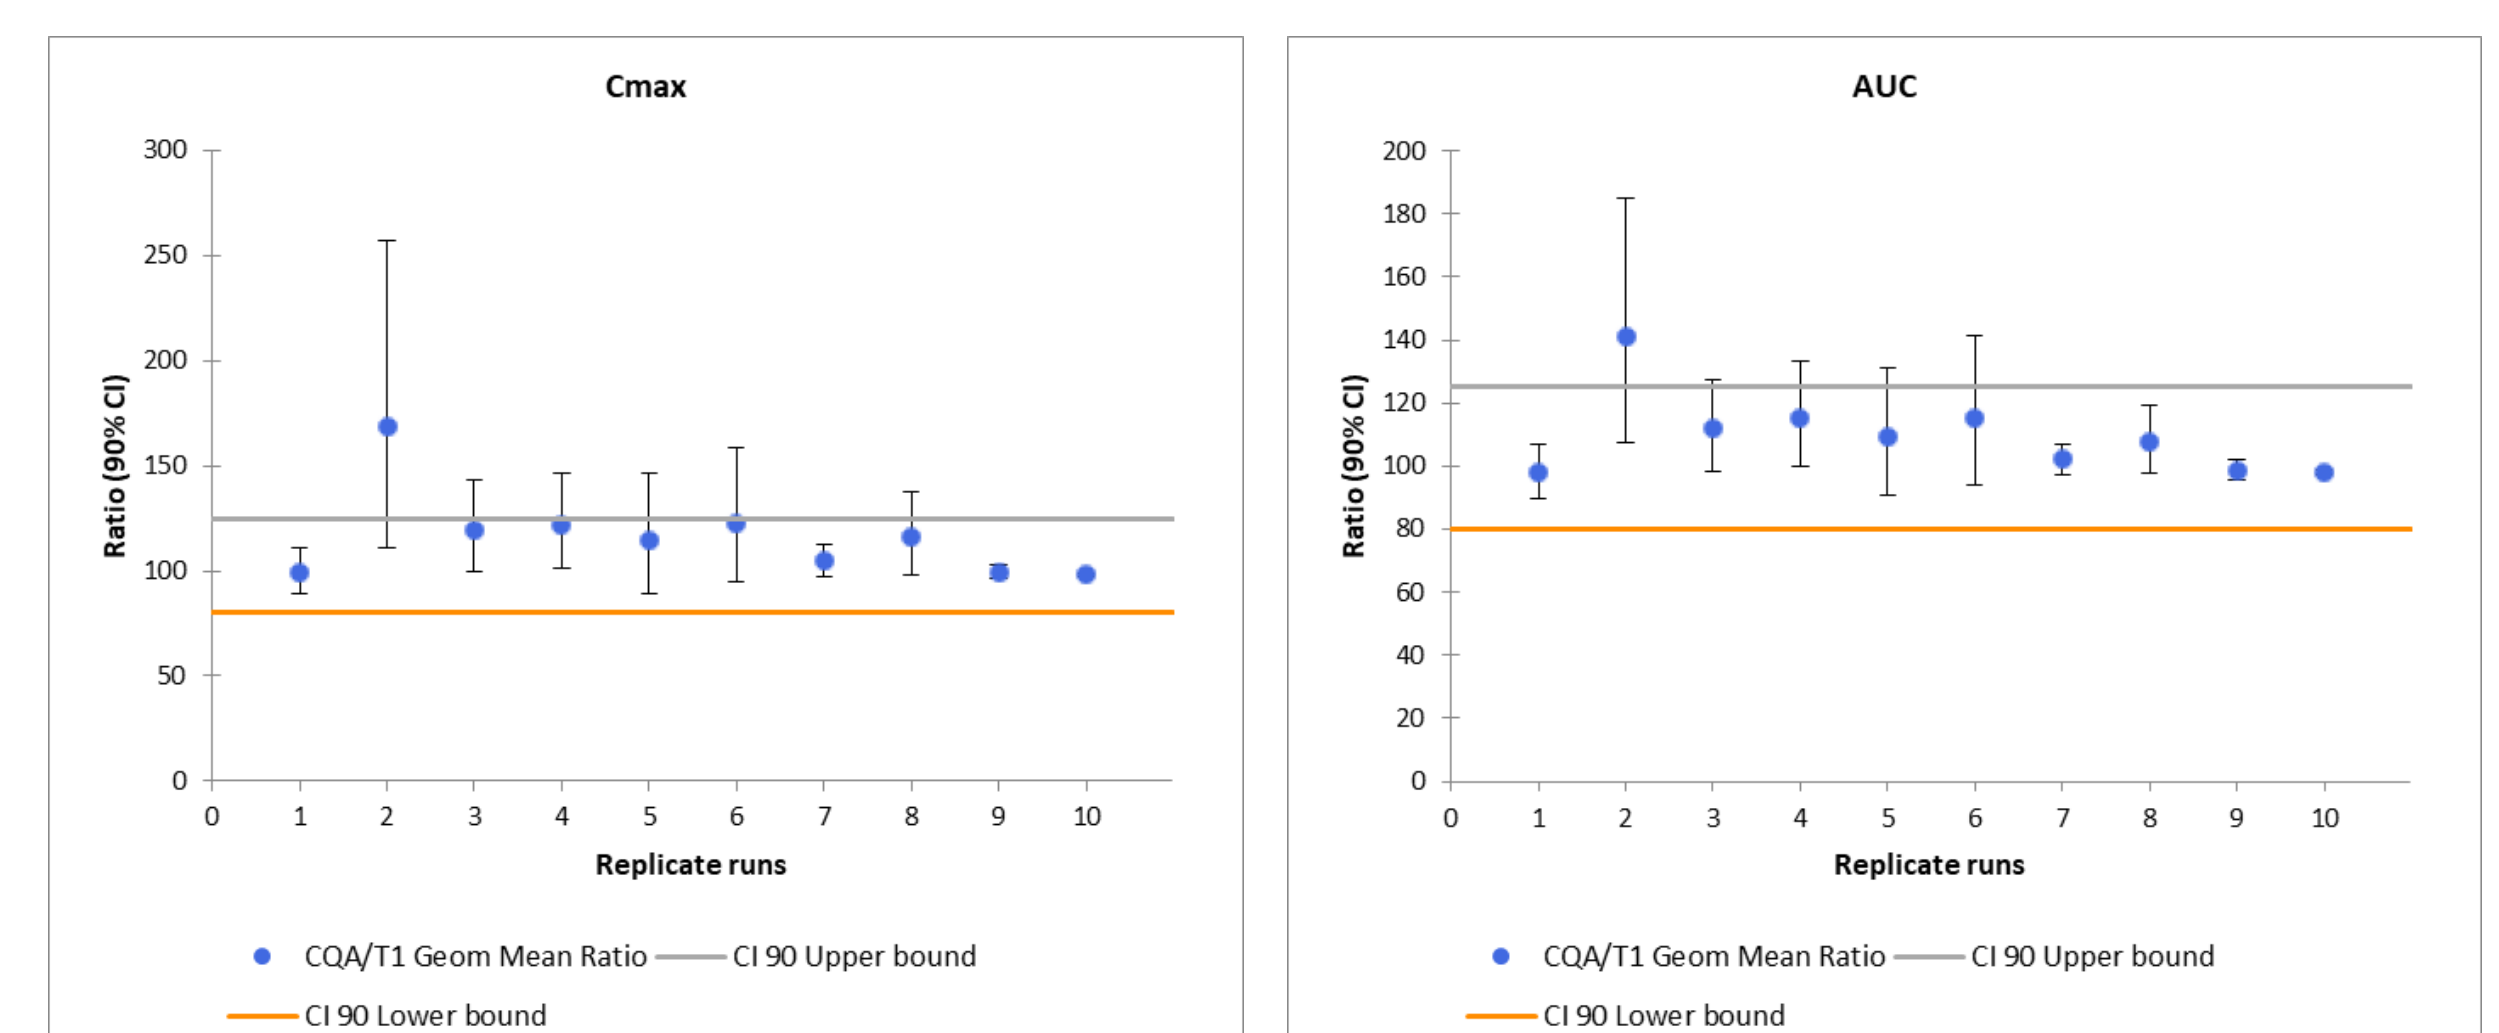 Cmax
300
250
200
150
100
50
0
Ratio (90% CI)
0 1 2 3 4 5 6 7 8 9 10
Replicate runs
CQA/T1 Geom Mean Ratio CI 90 Upper bound
CI 90 Lower bound
AUC
200
180
160
140
120
100
80
60
40
20
0
Ratio (90% CI)
0 1 2 3 4 5 6 7 8 9 10
Replicate runs
CQA/T1 Geom Mean Ratio CI 90 Upper bound
CI 90 Lower bound